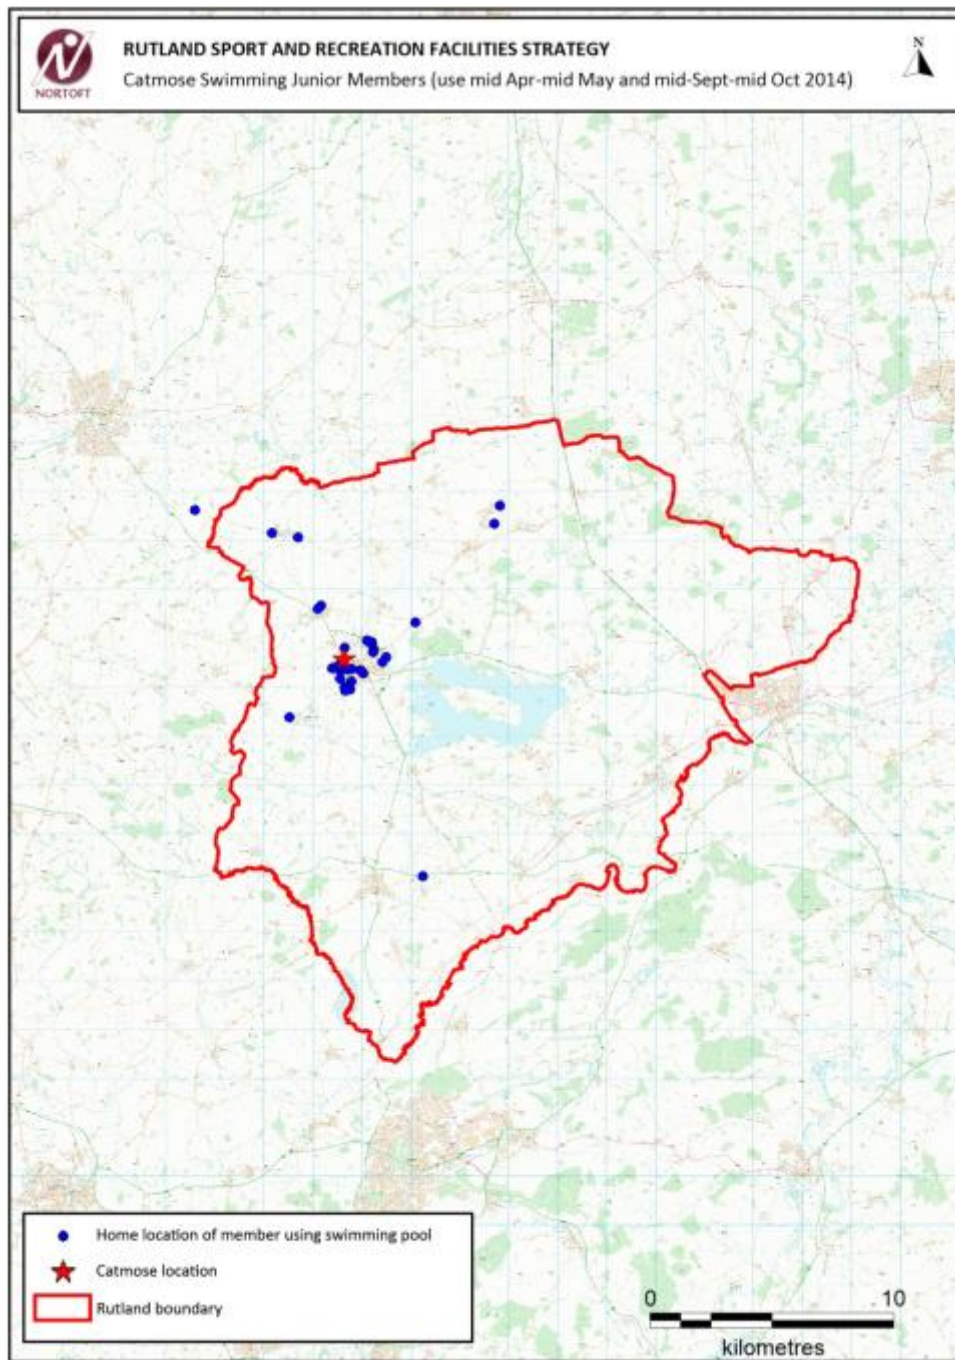 NORTOFT
RUTLAND SPORT AND RECREATION FACILITIES STRATEGY
Catmose Swimming Junior Members (use mid Apr-mid May and mid-Sept-mid Oct 2014)
N
Home location of member using swimming pool
Catmose location
Rutland boundary
0 10
kilometres